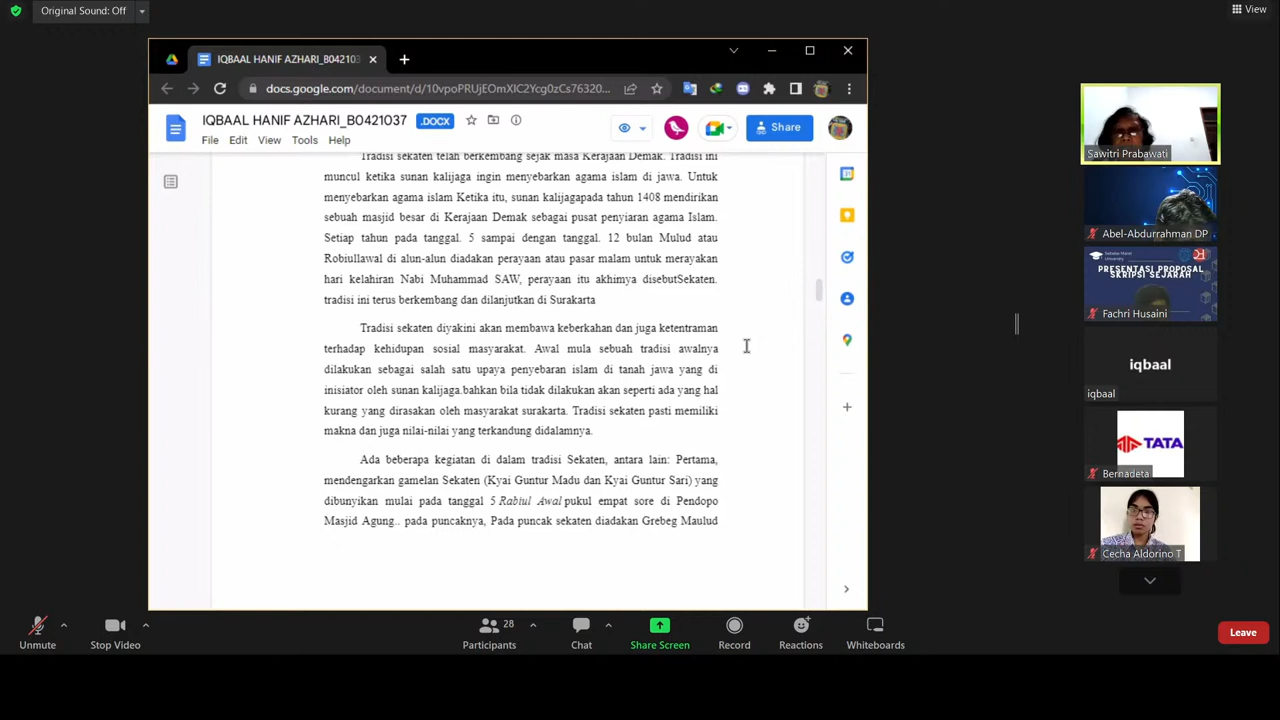 Original Sound: Off
View
IQBAAL HANIF AZHARI_B0421037
docs.google.com/document/d/10vpoPRUjEOmXIC2Ycg0zCs76320...
IQBAAL HANIF AZHARI_B0421037 .DOCX
Share
File Edit View Tools Help
Tradisi sekaten telah berkembang sejak masa Kerajaan Demak. Tradisi ini
muncul ketika sunan kalijaga ingin menyebarkan agama islam di jawa. Untuk
menyebarkan agama islam Ketika itu, sunan kalijagapada tahun 1408 mendirikan
sebuah masjid besar di Kerajaan Demak sebagai pusat penyiaran agama Islam.
Setiap tahun pada tanggal. 5 sampai dengan tanggal. 12 bulan Mulud atau
Robiullawal di alun-alun diadakan perayaan atau pasar malam untuk merayakan
hari kelahiran Nabi Muhammad SAW, perayaan itu akhirnya disebutSekaten.
tradisi ini terus berkembang dan dilanjutkan di Surakarta
Tradisi sekaten diyakini akan membawa keberkahan dan juga ketentraman
terhadap kehidupan sosial masyarakat. Awal mula sebuah tradisi awalnya
dilakukan sebagai salah satu upaya penyebaran islam di tanah jawa yang di
inisiator oleh sunan kalijaga.bahkan bila tidak dilakukan akan seperti ada yang hal
kurang yang dirasakan oleh masyarakat surakarta. Tradisi sekaten pasti memiliki
makna dan juga nilai-nilai yang terkandung didalamnya.
Ada beberapa kegiatan di dalam tradisi Sekaten, antara lain: Pertama,
mendengarkan gamelan Sekaten (Kyai Guntur Madu dan Kyai Guntur Sari) yang
dibunyikan mulai pada tanggal 5 Rabiul Awal pukul empat sore di Pendopo
Masjid Agung.. pada puncaknya, Pada puncak sekaten diadakan Grebeg Maulud
Sawitri Prabawati
Abel-Abdurrahman DP
PRESENTASI PROPOSAL
SKRIPSI SEJARAH
Fachri Husaini
iqbaal
iqbaal
TATA
Bernadeta
Cecha Aldorino T
Unmute
Stop Video
28
Participants
Chat
Share Screen
Record
Reactions
Whiteboards
Leave